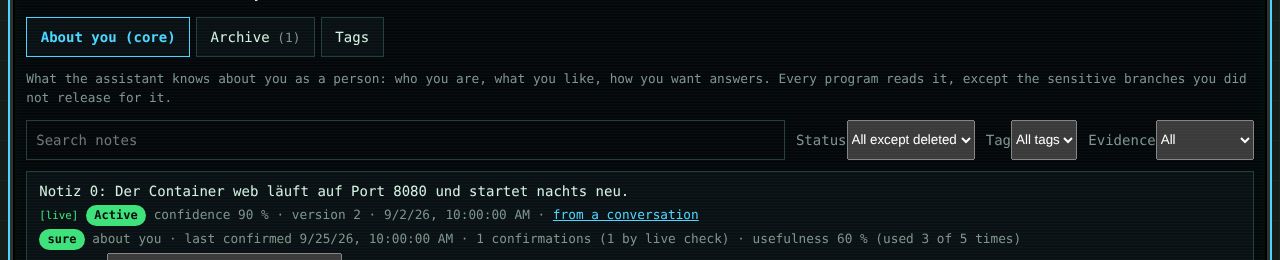 About you (core) Archive (1) Tags
What the assistant knows about you as a person: who you are, what you like, how you want answers. Every program reads it, except the sensitive branches you did
not release for it.
Search notes Status All except deleted Tag All tags Evidence All
Notiz 0: Der Container web läuft auf Port 8080 und startet nachts neu.
[live] Active confidence 90 % · version 2 · 9/2/26, 10:00:00 AM · from a conversation
sure about you · last confirmed 9/25/26, 10:00:00 AM · 1 confirmations (1 by live check) · usefulness 60 % (used 3 of 5 times)